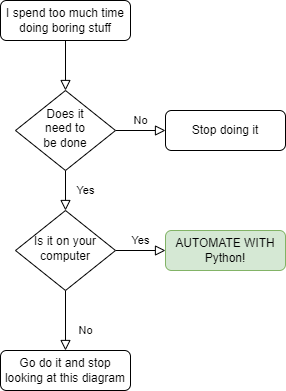 I spend too much time
doing boring stuff
Does it
need to
be done
No
Stop doing it
Yes
Is it on your
computer
Yes
AUTOMATE WITH
Python!
No
Go do it and stop
looking at this diagram